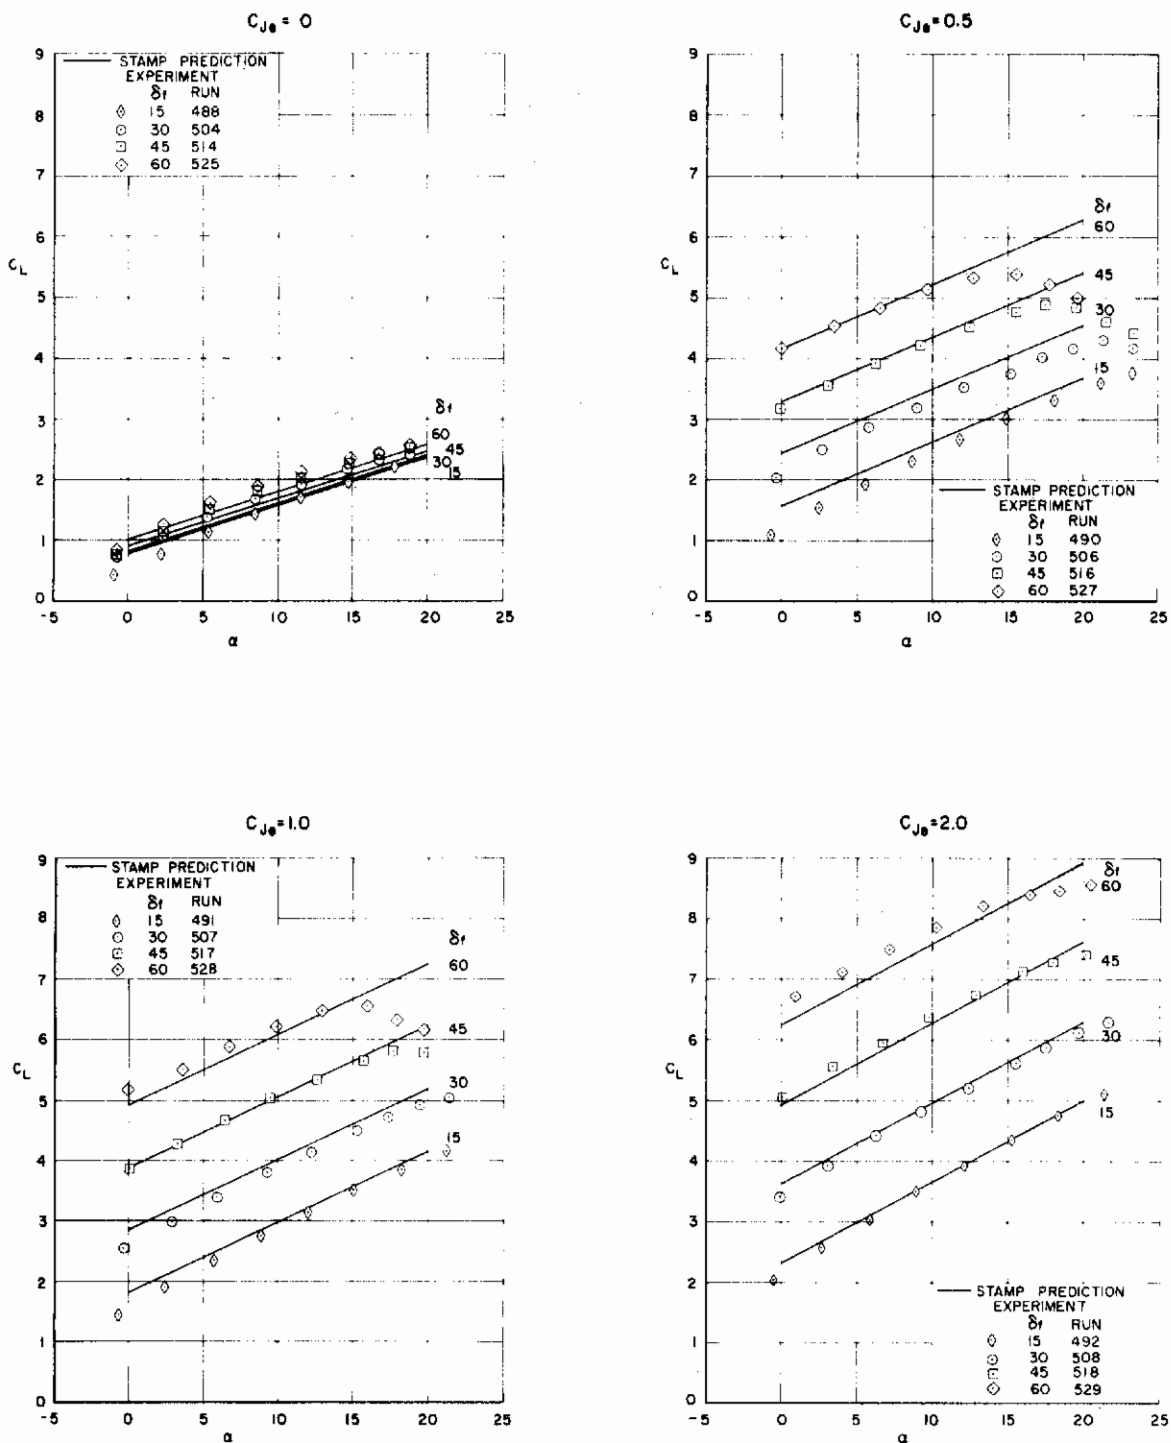 C_Je = 0
9
8
7
6
5
4
3
2
1
0
C_L
STAMP PREDICTION
EXPERIMENT
δf RUN
15 488
30 504
45 514
60 525
δf
60
45
30
15
-5 0 5 10 15 20 25
α
C_Je = 0.5
9
8
7
6
5
4
3
2
1
0
C_L
δf
60
45
30
15
STAMP PREDICTION
EXPERIMENT
δf RUN
15 490
30 506
45 516
60 527
-5 0 5 10 15 20 25
α
C_Je = 1.0
9
8
7
6
5
4
3
2
1
0
C_L
STAMP PREDICTION
EXPERIMENT
δf RUN
15 491
30 507
45 517
60 528
δf
60
45
30
15
-5 0 5 10 15 20 25
α
C_Je = 2.0
9
8
7
6
5
4
3
2
1
0
C_L
δf
60
45
30
15
STAMP PREDICTION
EXPERIMENT
δf RUN
15 492
30 508
45 518
60 529
-5 0 5 10 15 20 25
α